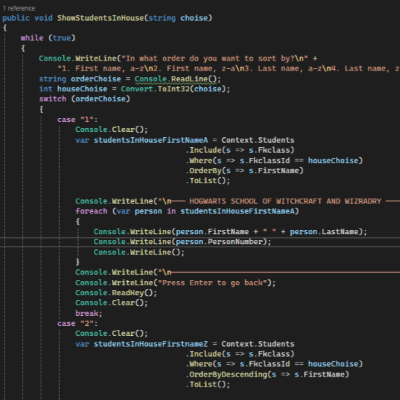 1 reference
public void ShowStudentsInHouse(string choise)
{
while (true)
{
Console.WriteLine("In what order do you want to sort by?\n" +
"1. First name, a-z\n2. First name, z-a\n3. Last name, a-z\n4. Last name, z
string orderChoise = Console.ReadLine();
int houseChoise = Convert.ToInt32(choise);
switch (orderChoise)
{
case "1":
Console.Clear();
var studentsInHouseFirstNameA = Context.Students
.Include(s => s.Fkclass)
.Where(s => s.FkclassId == houseChoise)
.OrderBy(s => s.FirstName)
.ToList();
Console.WriteLine("\n── HOGWARTS SCHOOL OF WITCHCRAFT AND WIZRADRY ──
foreach (var person in studentsInHouseFirstNameA)
{
Console.WriteLine(person.FirstName + " " + person.LastName);
Console.WriteLine(person.PersonNumber);
Console.WriteLine();
}
Console.WriteLine("\n──────────────────────────────
Console.WriteLine("Press Enter to go back");
Console.ReadKey();
Console.Clear();
break;
case "2":
Console.Clear();
var studentsInHouseFirstnameZ = Context.Students
.Include(s => s.Fkclass)
.Where(s => s.FkclassId == houseChoise)
.OrderByDescending(s => s.FirstName)
.ToList();